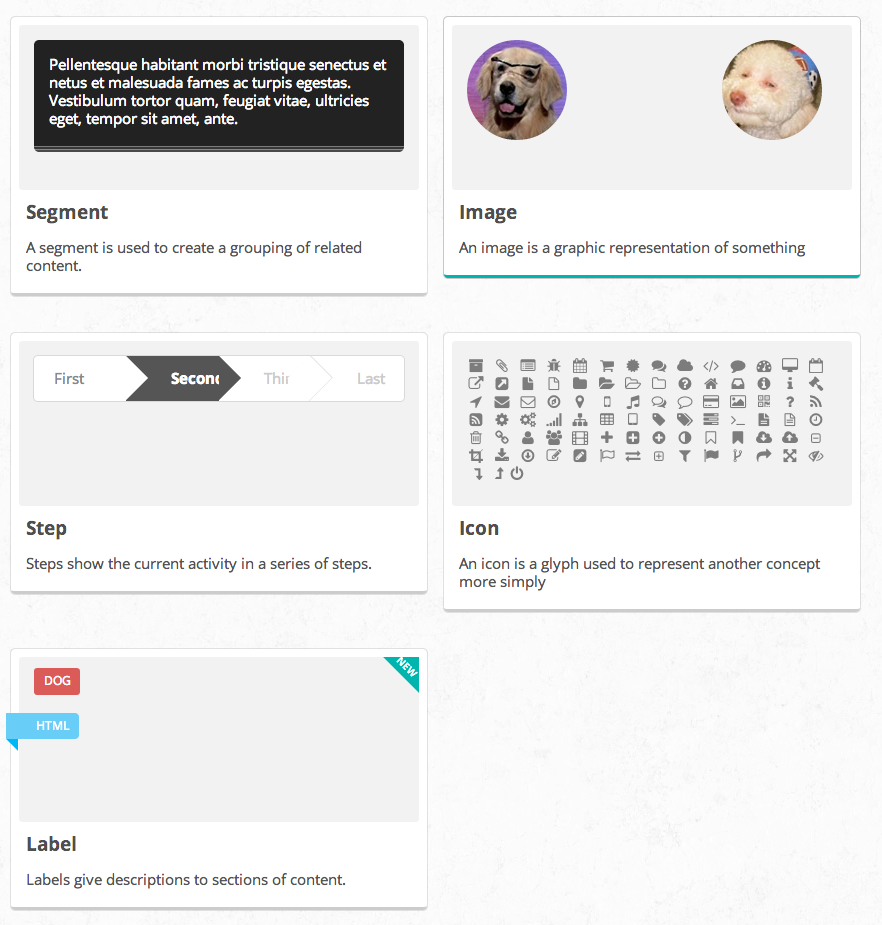 Pellentesque habitant morbi tristique senectus et
netus et malesuada fames ac turpis egestas.
Vestibulum tortor quam, feugiat vitae, ultricies
eget, tempor sit amet, ante.
Segment
A segment is used to create a grouping of related
content.
Image
An image is a graphic representation of something
First
Second
Thir
Last
Step
Steps show the current activity in a series of steps.
Icon
An icon is a glyph used to represent another concept
more simply
DOG
NEW
HTML
Label
Labels give descriptions to sections of content.